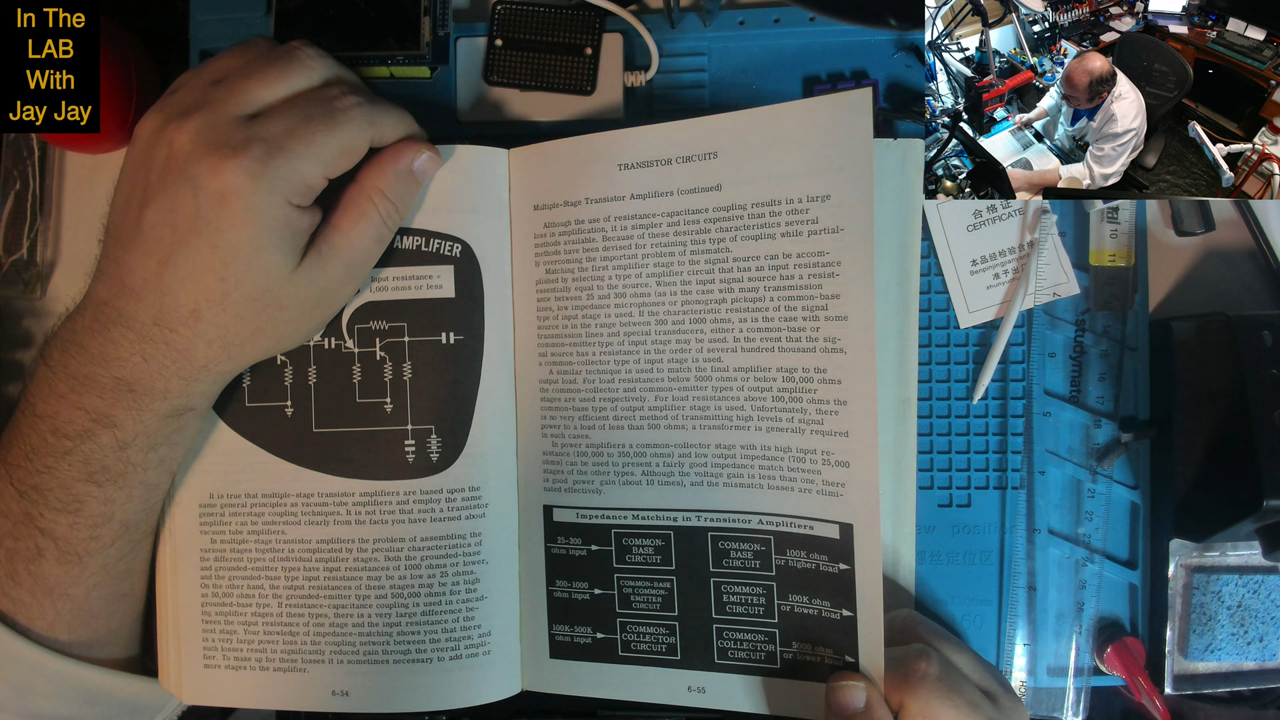 In The
LAB
With
Jay Jay
AMPLIFIER
Input resistance =
1,000 ohms or less
It is true that multiple-stage transistor amplifiers are based upon the
same general principles as vacuum-tube amplifiers and employ the same
general interstage coupling techniques. It is not true that such a transistor
amplifier can be understood clearly from the facts you have learned about
vacuum tube amplifiers.
In multiple-stage transistor amplifiers the problem of assembling the
various stages together is complicated by the peculiar characteristics of
the different types of individual amplifier stages. Both the grounded-base
and grounded-emitter types have input resistances of 1000 ohms or lower,
and the grounded-base type input resistance may be as low as 25 ohms.
On the other hand, the output resistances of these stages may be as high
as 50,000 ohms for the grounded-emitter type and 500,000 ohms for the
grounded-base type. If resistance-capacitance coupling is used in cascad-
ing amplifier stages of these types, there is a very large difference be-
tween the output resistance of one stage and the input resistance of the
next stage. Your knowledge of impedance-matching shows you that there
is a very large power loss in the coupling network between the stages; and
such losses result in significantly reduced gain through the overall ampli-
fier. To make up for these losses it is sometimes necessary to add one or
more stages to the amplifier.
6-54
TRANSISTOR CIRCUITS
Multiple-Stage Transistor Amplifiers (continued)
Although the use of resistance-capacitance coupling results in a large
loss in amplification, it is simpler and less expensive than the other
methods available. Because of these desirable characteristics several
methods have been devised for retaining this type of coupling while partial-
ly overcoming the important problem of mismatch.
Matching the first amplifier stage to the signal source can be accom-
plished by selecting a type of amplifier circuit that has an input resistance
essentially equal to the source. When the input signal source has a resist-
ance between 25 and 300 ohms (as is the case with many transmission
lines, low impedance microphones or phonograph pickups) a common-base
type of input stage is used. If the characteristic resistance of the signal
source is in the range between 300 and 1000 ohms, as is the case with some
transmission lines and special transducers, either a common-base or
common-emitter type of input stage may be used. In the event that the sig-
nal source has a resistance in the order of several hundred thousand ohms,
a common-collector type of input stage is used.
A similar technique is used to match the final amplifier stage to the
output load. For load resistances below 5000 ohms or below 100,000 ohms
the common-collector and common-emitter types of output amplifier
stages are used respectively. For load resistances above 100,000 ohms the
common-base type of output amplifier stage is used. Unfortunately, there
is no very efficient direct method of transmitting high levels of signal
power to a load of less than 500 ohms; a transformer is generally required
in such cases.
In power amplifiers a common-collector stage with its high input re-
sistance (100,000 to 350,000 ohms) and low output impedance (700 to 25,000
ohms) can be used to present a fairly good impedance match between
stages of the other types. Although the voltage gain is less than one, there
is good power gain (about 10 times), and the mismatch losses are elimi-
nated effectively.
Impedance Matching in Transistor Amplifiers
25-300
ohm input
COMMON-
BASE
CIRCUIT
COMMON-
BASE
CIRCUIT
100K ohm
or higher load
300-1000
ohm input
COMMON-BASE
OR COMMON-
EMITTER
CIRCUIT
COMMON-
EMITTER
CIRCUIT
100K ohm
or lower load
100K-500K
ohm input
COMMON-
COLLECTOR
CIRCUIT
COMMON-
COLLECTOR
CIRCUIT
5000 ohm
or lower load
6-55
合格证
CERTIFICATE
本品经检验合格
准予出
zhunyuchu
studymate